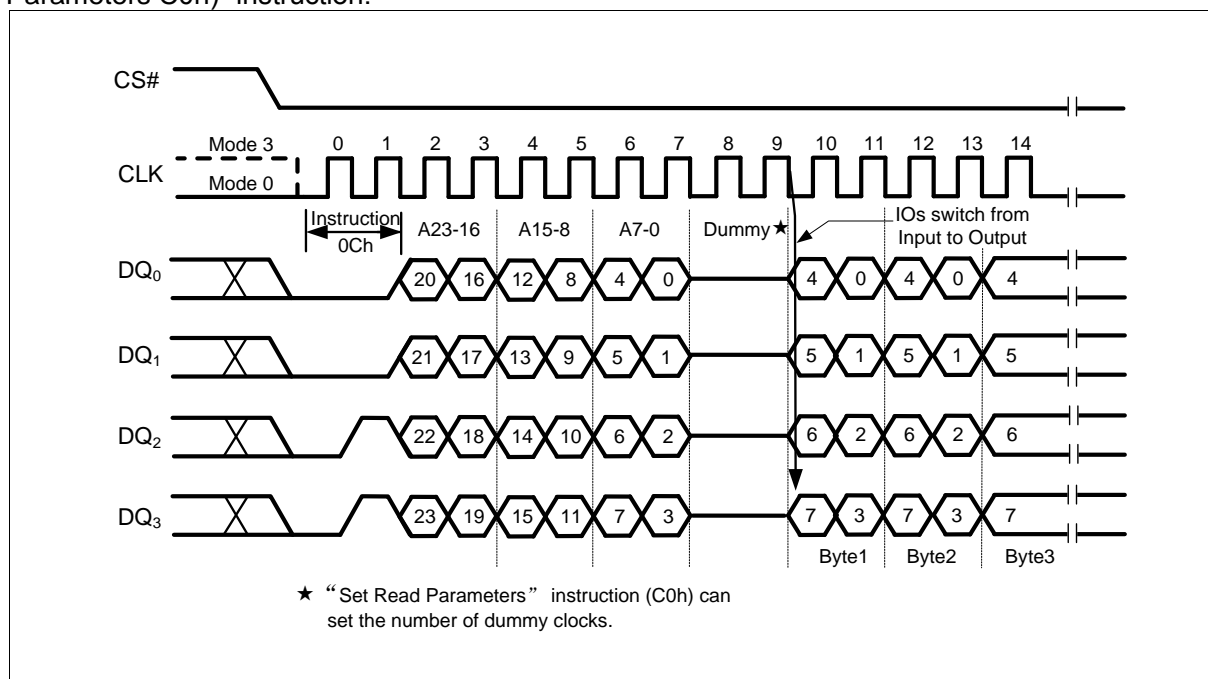 Parameters C0h)" instruction.
CS#
Mode 3
0 1 2 3 4 5 6 7 8 9 10 11 12 13 14
CLK
Mode 0
Instruction
0Ch
A23-16 A15-8 A7-0 Dummy★
IOs switch from
Input to Output
DQ0 20 16 12 8 4 0 4 0 4 0 4
DQ1 21 17 13 9 5 1 5 1 5 1 5
DQ2 22 18 14 10 6 2 6 2 6 2 6
DQ3 23 19 15 11 7 3 7 3 7 3 7
Byte1 Byte2 Byte3
★ “Set Read Parameters” instruction (C0h) can
set the number of dummy clocks.